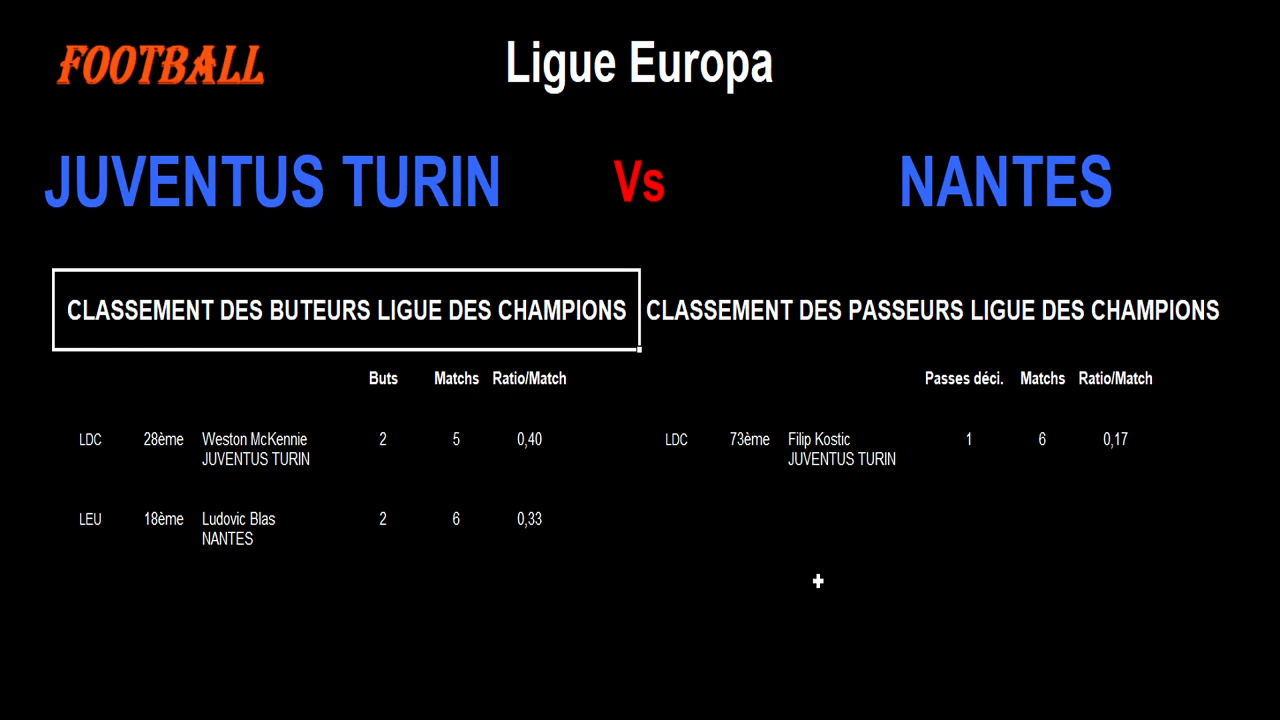 FOOTBALL
Ligue Europa
JUVENTUS TURIN Vs NANTES
CLASSEMENT DES BUTEURS LIGUE DES CHAMPIONS CLASSEMENT DES PASSEURS LIGUE DES CHAMPIONS
Buts Matchs Ratio/Match Passes déci. Matchs Ratio/Match
LDC 28ème Weston McKennie 2 5 0,40 LDC 73ème Filip Kostic 1 6 0,17
JUVENTUS TURIN JUVENTUS TURIN
LEU 18ème Ludovic Blas 2 6 0,33
NANTES